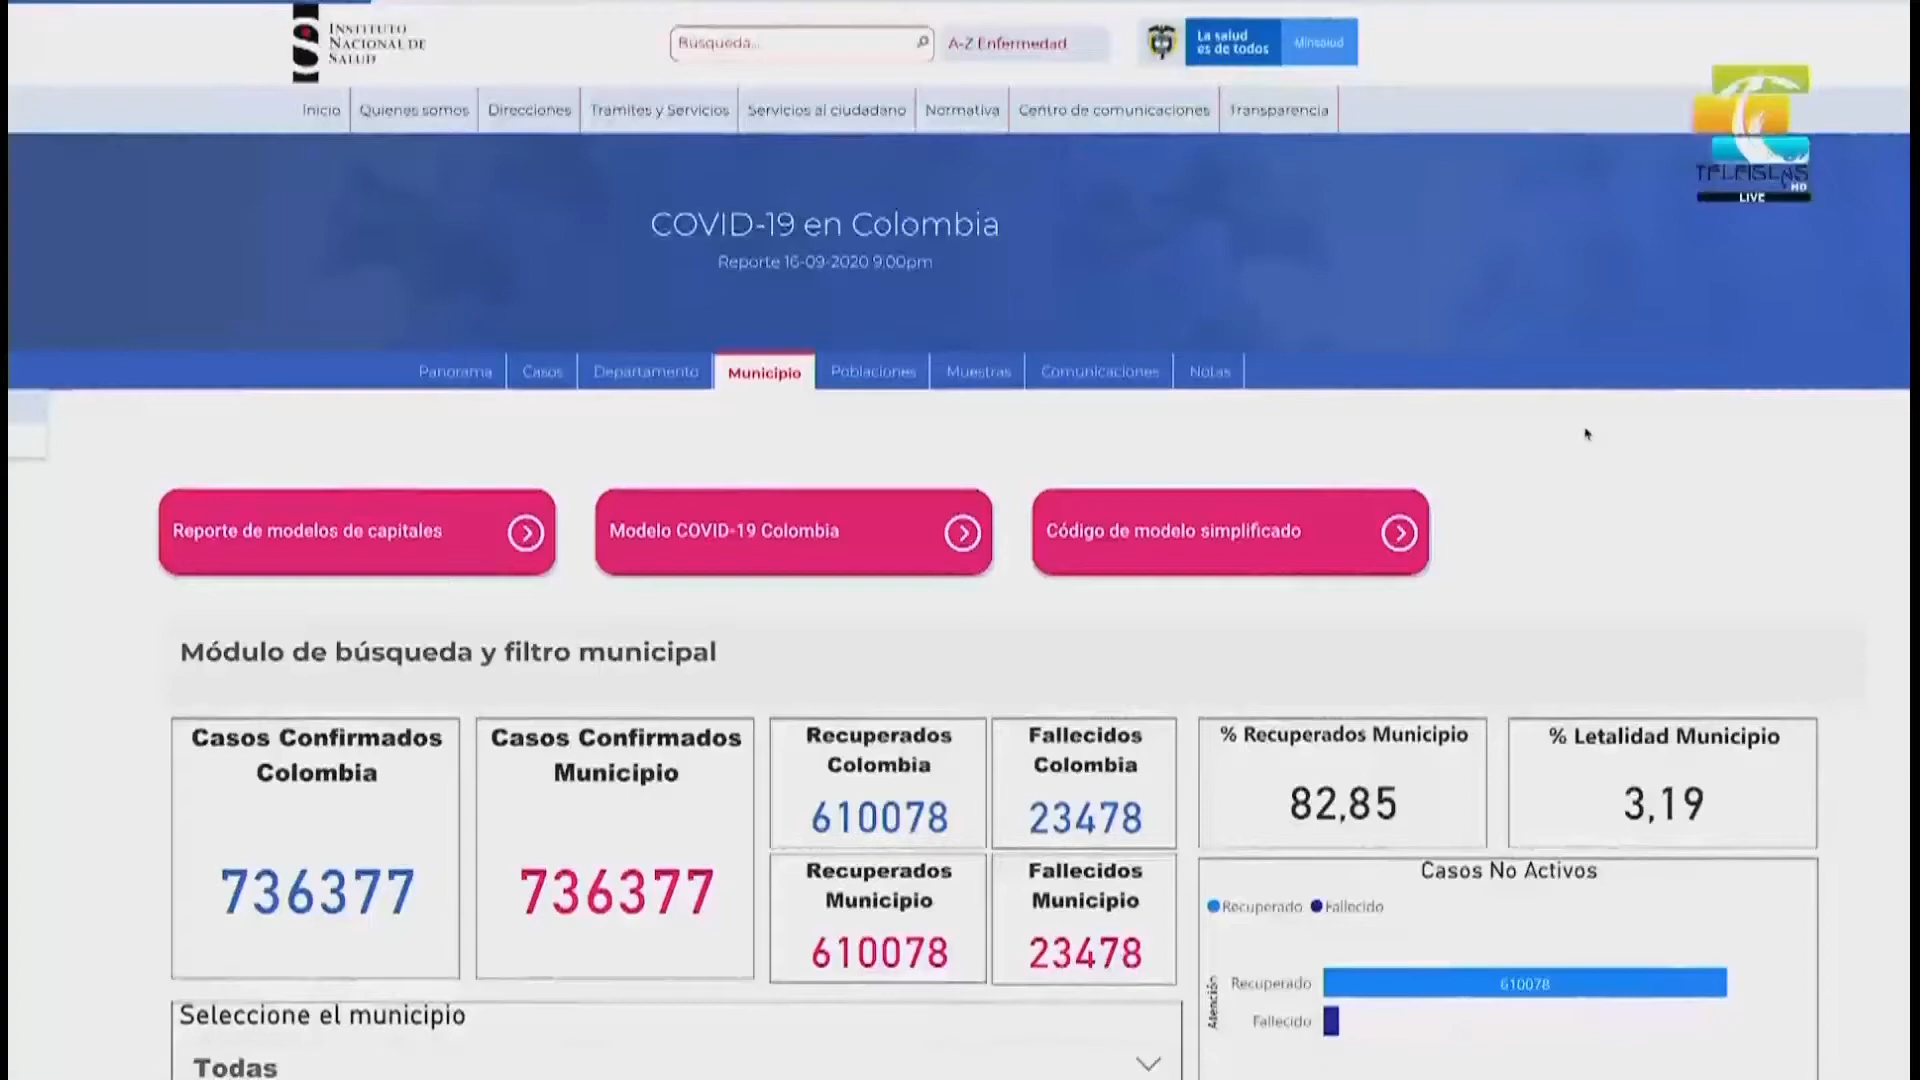 INSTITUTO
NACIONAL DE
SALUD
Búsqueda...
A-Z Enfermedad
La salud
es de todos
Minsalud
Inicio
Quienes somos
Direcciones
Tramites y Servicios
Servicios al ciudadano
Normativa
Centro de comunicaciones
Transparencia
TELEISLAS
HD
LIVE
COVID-19 en Colombia
Reporte 16-09-2020 9:00pm
Panorama
Casos
Departamento
Municipio
Poblaciones
Muestras
Comunicaciones
Notas
Reporte de modelos de capitales
Modelo COVID-19 Colombia
Código de modelo simplificado
Módulo de búsqueda y filtro municipal
Casos Confirmados
Colombia
736377
Casos Confirmados
Municipio
736377
Recuperados
Colombia
610078
Fallecidos
Colombia
23478
Recuperados
Municipio
610078
Fallecidos
Municipio
23478
% Recuperados Municipio
82,85
% Letalidad Municipio
3,19
Casos No Activos
Recuperado
Fallecido
Atención
Recuperado
610078
Fallecido
Seleccione el municipio
Todas